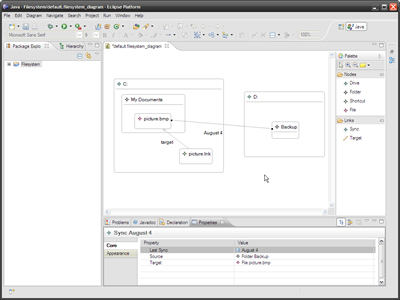 Java - Filesystem/default.filesystem_diagram - Eclipse Platform
File Edit Diagram Navigate Search Project Run Window Help
Microsoft Sans Serif
100%
Java
Package Explo
Hierarchy
Filesystem
*default.filesystem_diagram
C:
My Documents
picture.bmp
August 4
target
picture.lnk
D:
Backup
Palette
Nodes
Drive
Folder
Shortcut
File
Links
Sync
Target
Problems Javadoc Declaration Properties
Sync August 4
Core
Appearance
Property Value
Last Sync August 4
Source Folder Backup
Target File picture.bmp